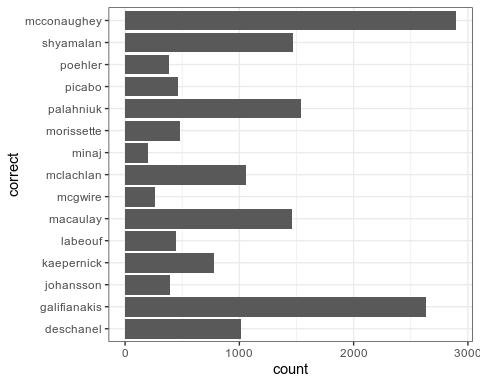 mcconaughey
shyamalan
poehler
picabo
palahniuk
morissette
minaj
mclachlan
mcgwire
macaulay
labeouf
kaepernick
johansson
galifianakis
deschanel
correct
0 1000 2000 3000
count